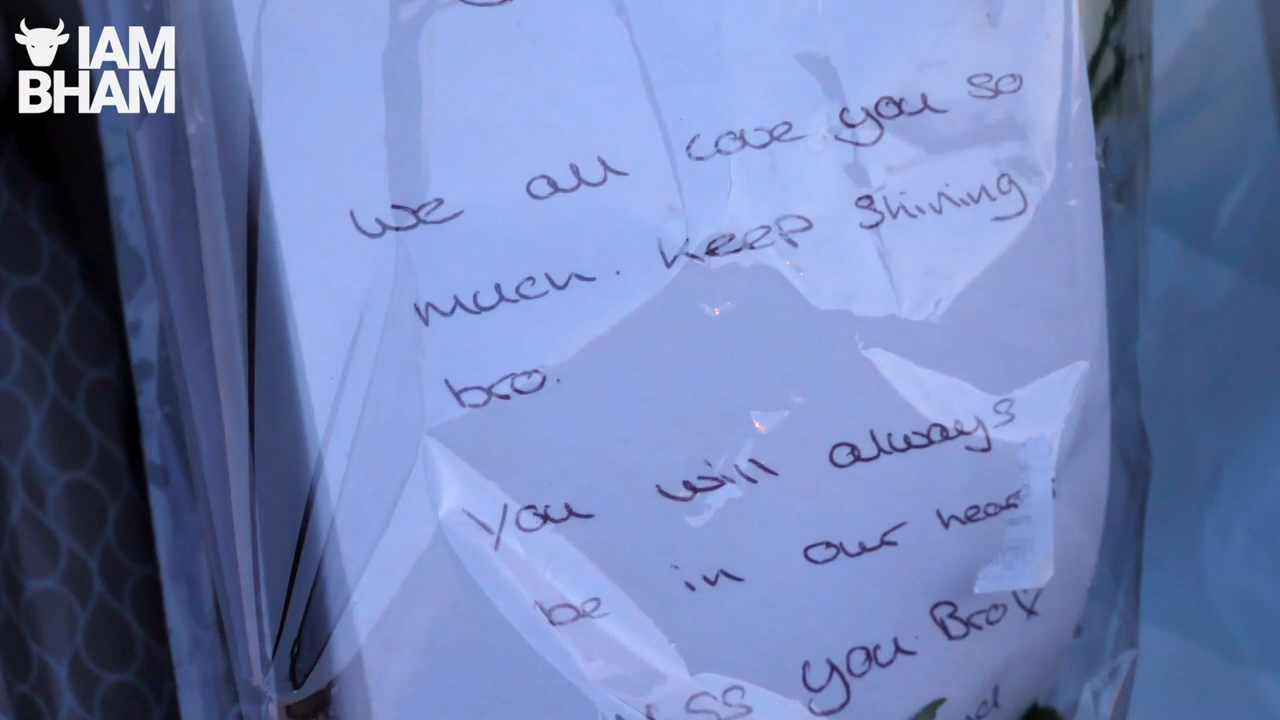 IAM
BHAM
We all love you so
much. Keep shining
bro.
You will always
be in our hear
you Bro X